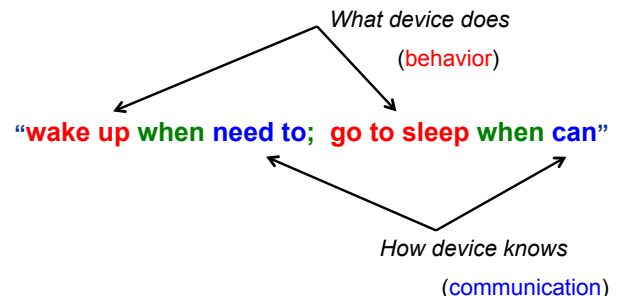 What device does
(behavior)
“wake up when need to; go to sleep when can”
How device knows
(communication)